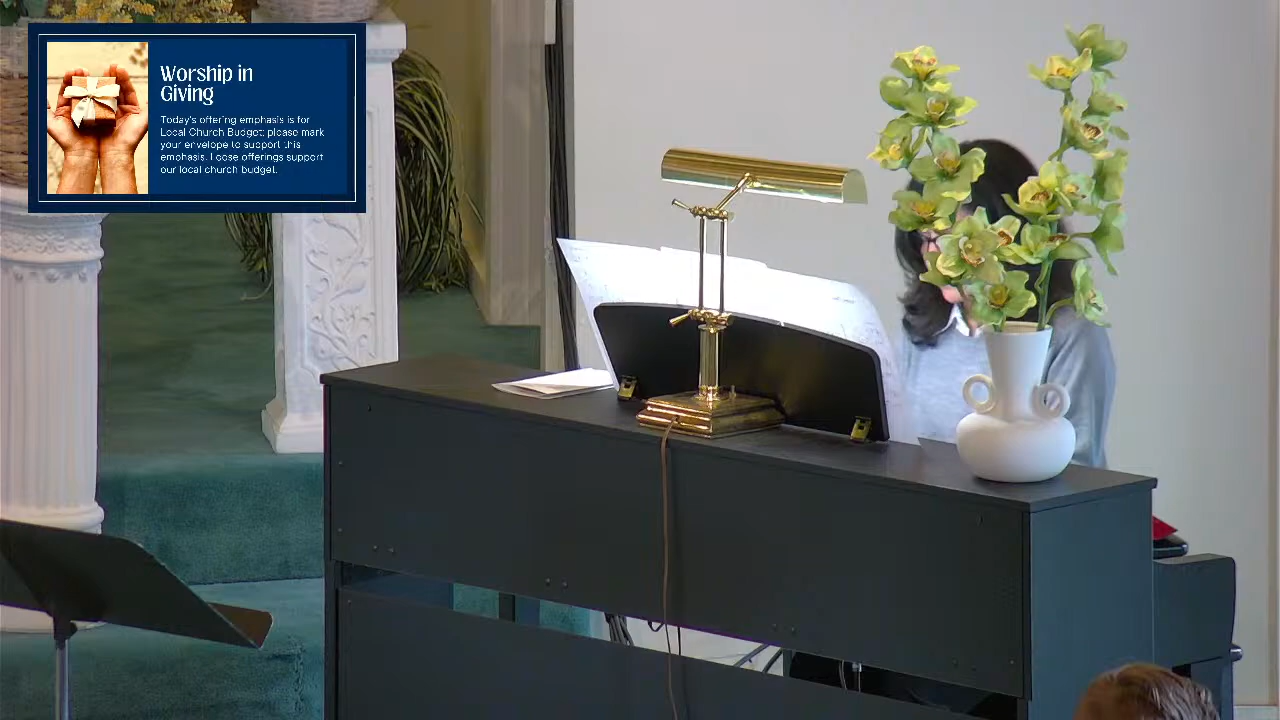 Worship in
Giving
Today's offering emphasis is for
Local Church Budget; please mark
your envelope to support this
emphasis. Loose offerings support
our local church budget.